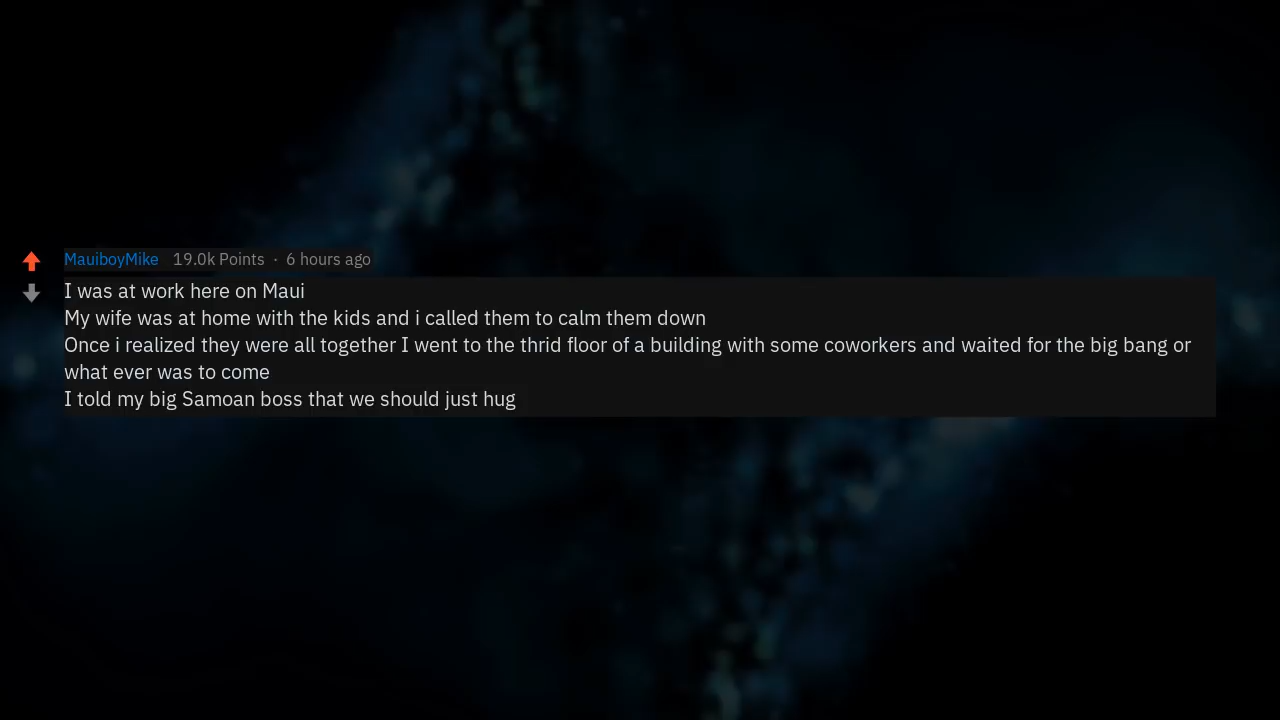 MauiboyMike 19.0k Points · 6 hours ago
I was at work here on Maui
My wife was at home with the kids and i called them to calm them down
Once i realized they were all together I went to the thrid floor of a building with some coworkers and waited for the big bang or
what ever was to come
I told my big Samoan boss that we should just hug